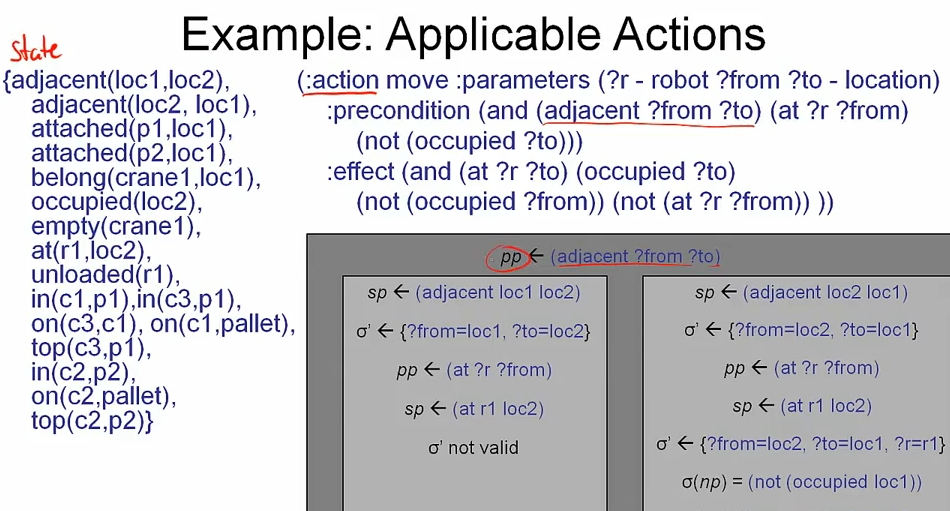 Example: Applicable Actions
state
{adjacent(loc1,loc2),
adjacent(loc2, loc1),
attached(p1,loc1),
attached(p2,loc1),
belong(crane1,loc1),
occupied(loc2),
empty(crane1),
at(r1,loc2),
unloaded(r1),
in(c1,p1),in(c3,p1),
on(c3,c1), on(c1,pallet),
top(c3,p1),
in(c2,p2),
on(c2,pallet),
top(c2,p2)}
(:action move :parameters (?r - robot ?from ?to - location)
:precondition (and (adjacent ?from ?to) (at ?r ?from)
(not (occupied ?to)))
:effect (and (at ?r ?to) (occupied ?to)
(not (occupied ?from)) (not (at ?r ?from)) ))
pp ← (adjacent ?from ?to)
sp ← (adjacent loc1 loc2)
σ’ ← {?from=loc1, ?to=loc2}
pp ← (at ?r ?from)
sp ← (at r1 loc2)
σ’ not valid
sp ← (adjacent loc2 loc1)
σ’ ← {?from=loc2, ?to=loc1}
pp ← (at ?r ?from)
sp ← (at r1 loc2)
σ’ ← {?from=loc2, ?to=loc1, ?r=r1}
σ(np) = (not (occupied loc1))